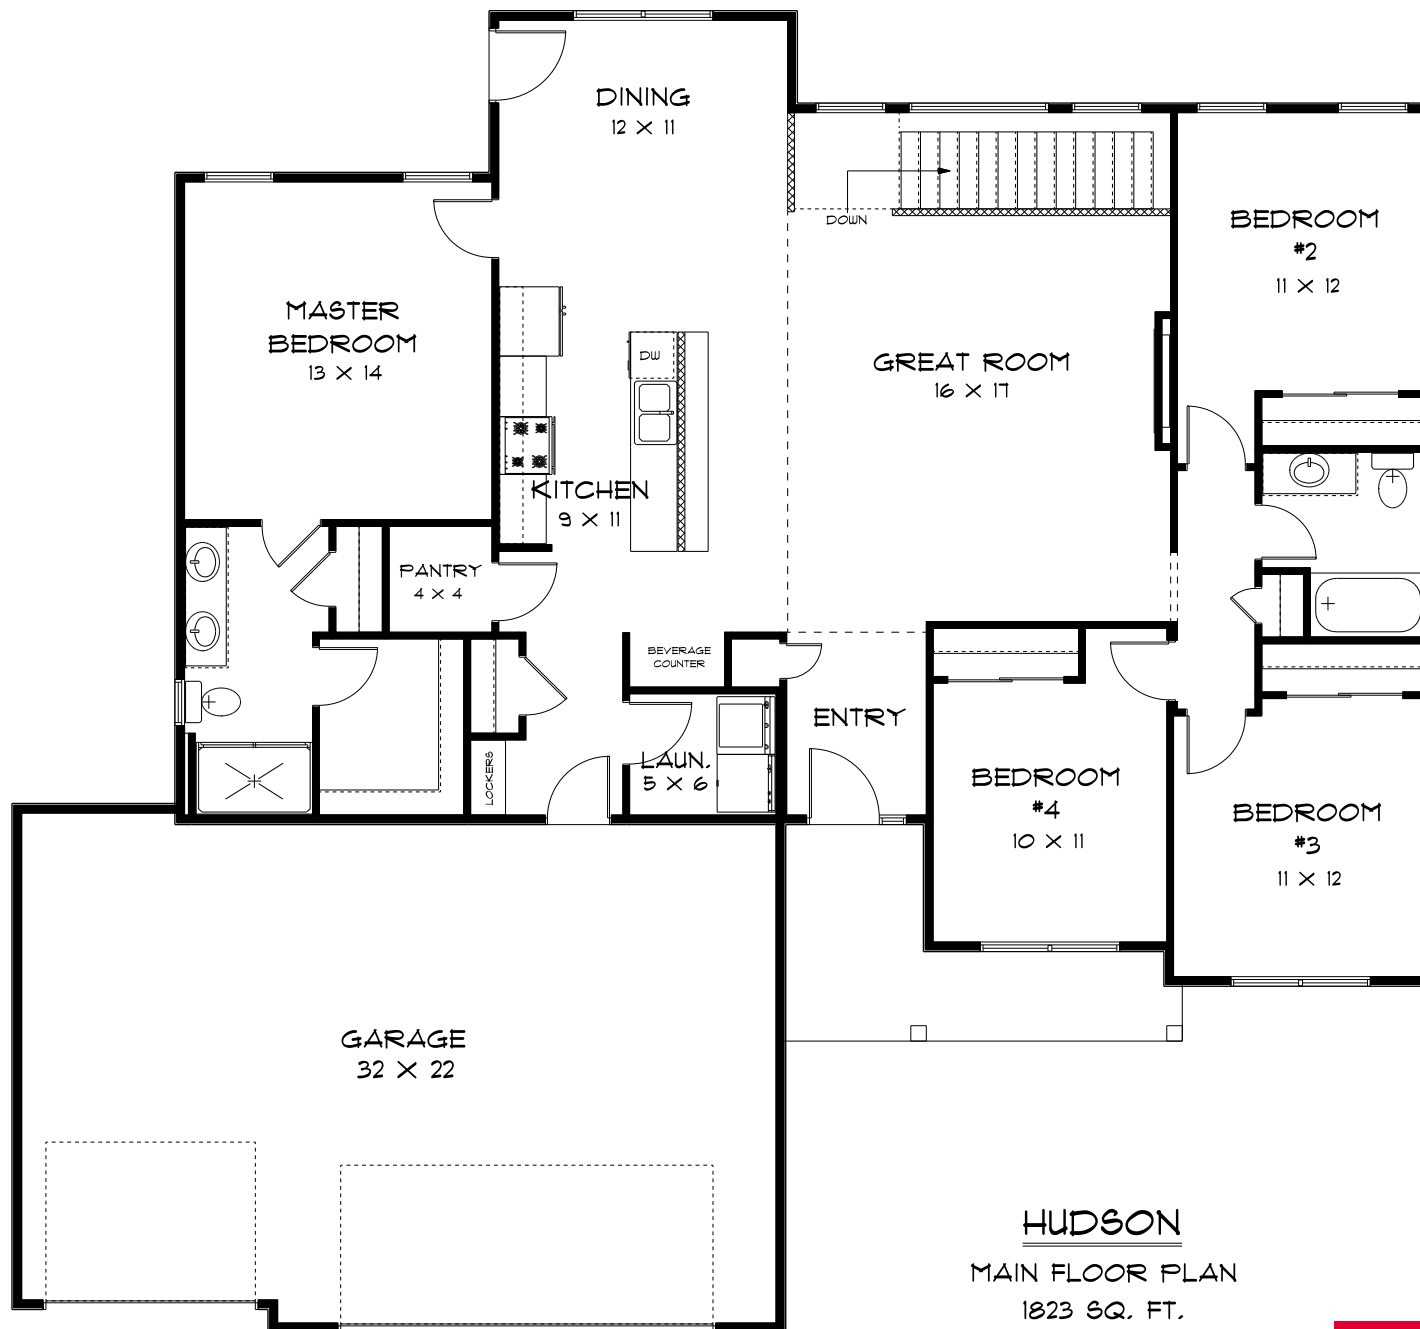 DINING
12 X 11
DOWN
BEDROOM
#2
11 X 12
MASTER
BEDROOM
13 X 14
DW
GREAT ROOM
16 X 17
KITCHEN
9 X 11
PANTRY
4 X 4
BEVERAGE
COUNTER
ENTRY
LOCKERS
LAUN.
5 X 6
BEDROOM
#4
10 X 11
BEDROOM
#3
11 X 12
GARAGE
32 X 22
HUDSON
MAIN FLOOR PLAN
1823 SQ. FT.